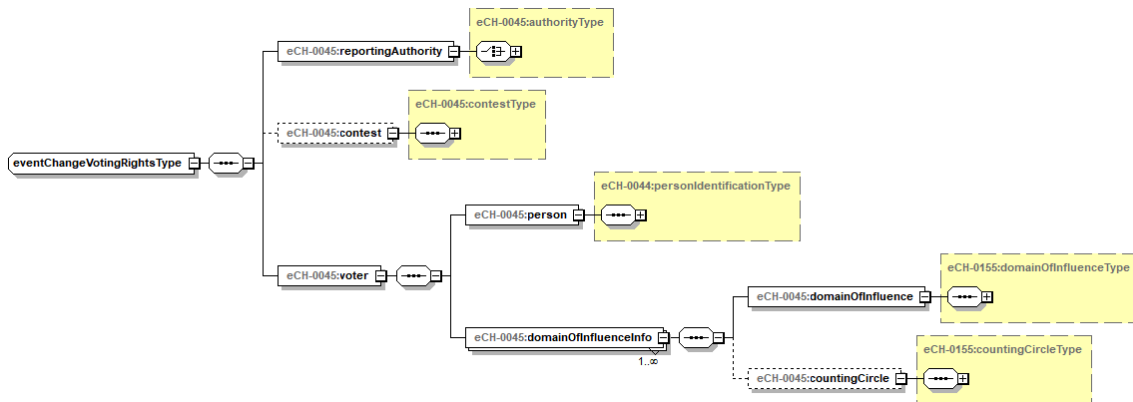 eCH-0045:authorityType
eCH-0045:reportingAuthority
eCH-0045:contestType
eCH-0045:contest
eventChangeVotingRightsType
eCH-0044:personIdentificationType
eCH-0045:person
eCH-0155:domainOfInfluenceType
eCH-0045:voter
eCH-0045:domainOfInfluence
eCH-0045:domainOfInfluenceInfo
1..∞
eCH-0155:countingCircleType
eCH-0045:countingCircle